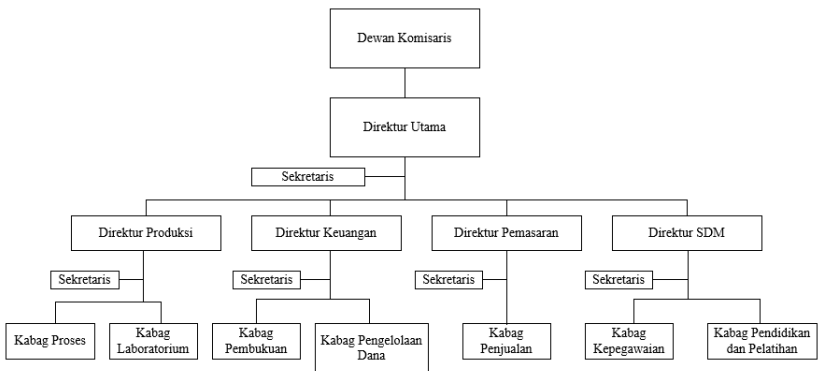 Dewan Komisaris
Direktur Utama
Sekretaris
Direktur Produksi
Direktur Keuangan
Direktur Pemasaran
Direktur SDM
Sekretaris
Sekretaris
Sekretaris
Sekretaris
Kabag Proses
Kabag
Laboratorium
Kabag
Pembukuan
Kabag Pengelolaan
Dana
Kabag
Penjualan
Kabag
Kepegawaian
Kabag Pendidikan
dan Pelatihan